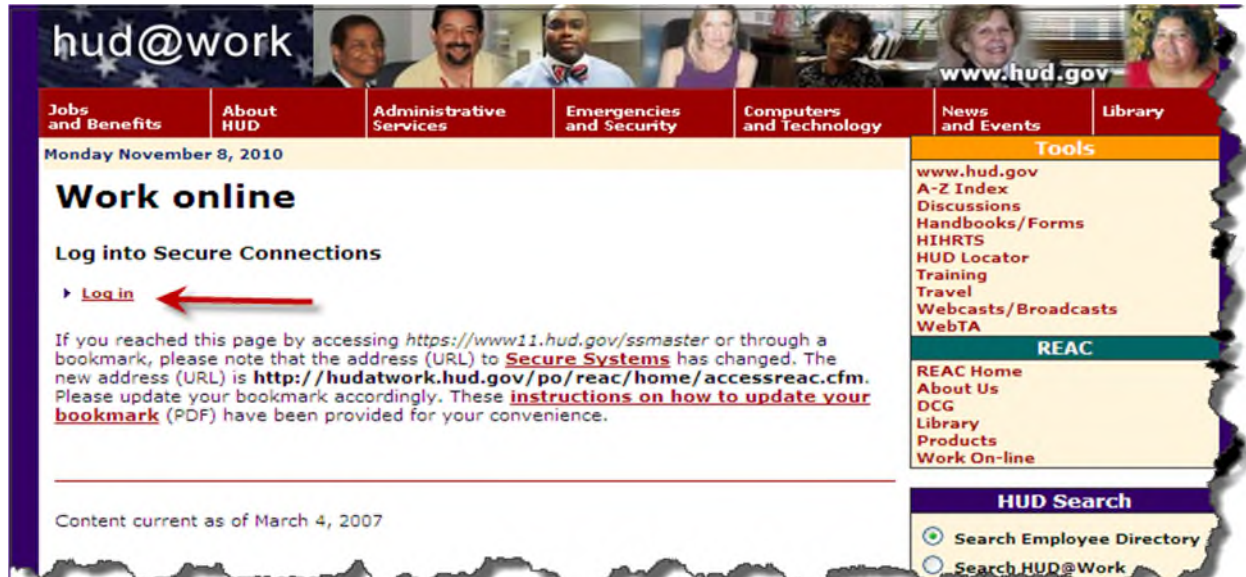 hud@work
www.hud.gov
Jobs and Benefits
About HUD
Administrative Services
Emergencies and Security
Computers and Technology
News and Events
Library
Monday November 8, 2010
Work online
Log into Secure Connections
Log in
If you reached this page by accessing https://www11.hud.gov/ssmaster or through a
bookmark, please note that the address (URL) to Secure Systems has changed. The
new address (URL) is http://hudatwork.hud.gov/po/reac/home/accessreac.cfm.
Please update your bookmark accordingly. These instructions on how to update your
bookmark (PDF) have been provided for your convenience.
Content current as of March 4, 2007
Tools
www.hud.gov
A-Z Index
Discussions
Handbooks/Forms
HIHRTS
HUD Locator
Training
Travel
Webcasts/Broadcasts
WebTA
REAC
REAC Home
About Us
DCG
Library
Products
Work On-line
HUD Search
Search Employee Directory
Search HUD@Work